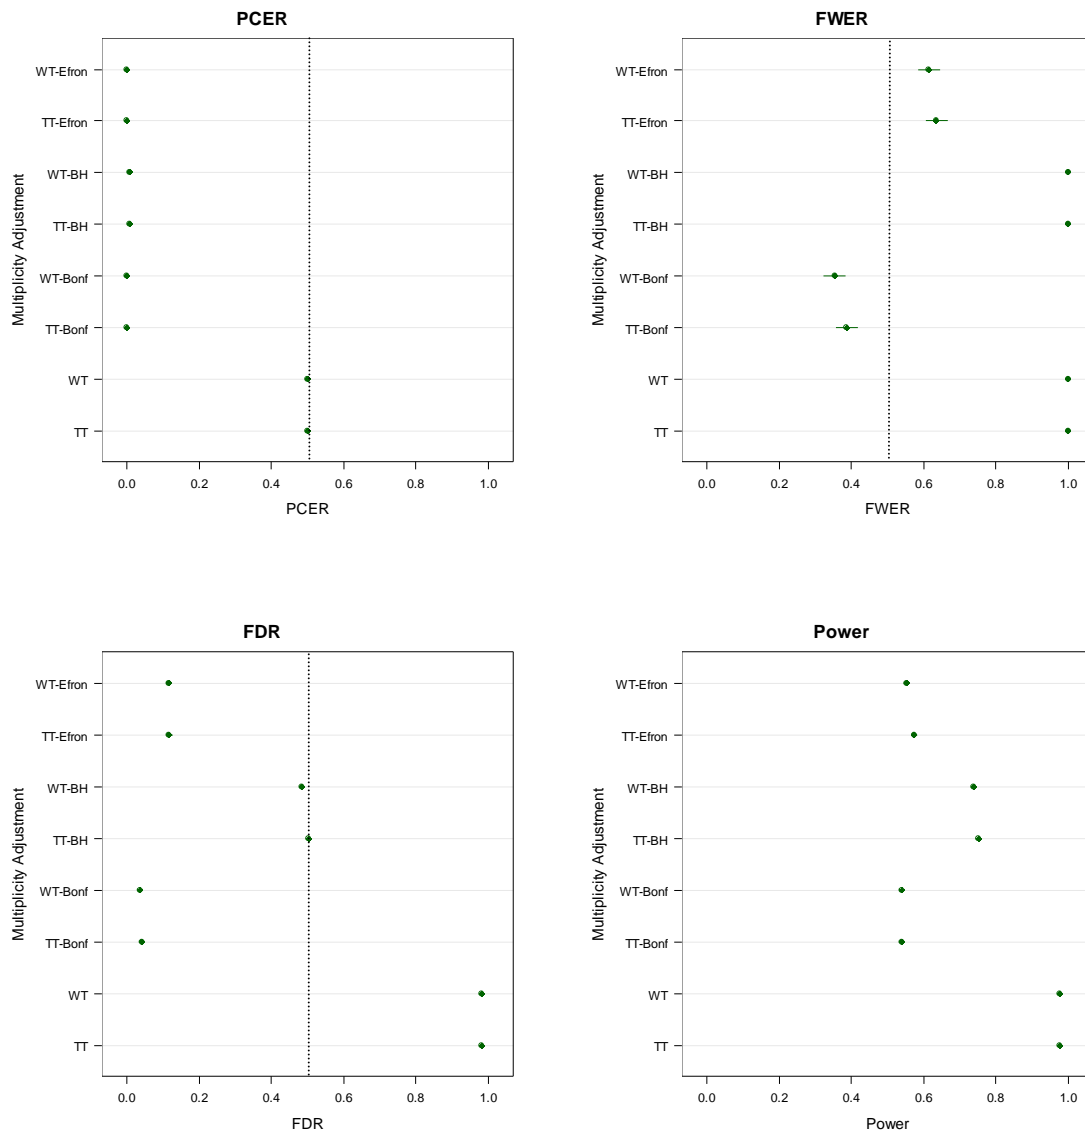 PCER
Multiplicity Adjustment
WT-Efron
TT-Efron
WT-BH
TT-BH
WT-Bonf
TT-Bonf
WT
TT
0.0 0.2 0.4 0.6 0.8 1.0
PCER
FWER
Multiplicity Adjustment
WT-Efron
TT-Efron
WT-BH
TT-BH
WT-Bonf
TT-Bonf
WT
TT
0.0 0.2 0.4 0.6 0.8 1.0
FWER
FDR
Multiplicity Adjustment
WT-Efron
TT-Efron
WT-BH
TT-BH
WT-Bonf
TT-Bonf
WT
TT
0.0 0.2 0.4 0.6 0.8 1.0
FDR
Power
Multiplicity Adjustment
WT-Efron
TT-Efron
WT-BH
TT-BH
WT-Bonf
TT-Bonf
WT
TT
0.0 0.2 0.4 0.6 0.8 1.0
Power